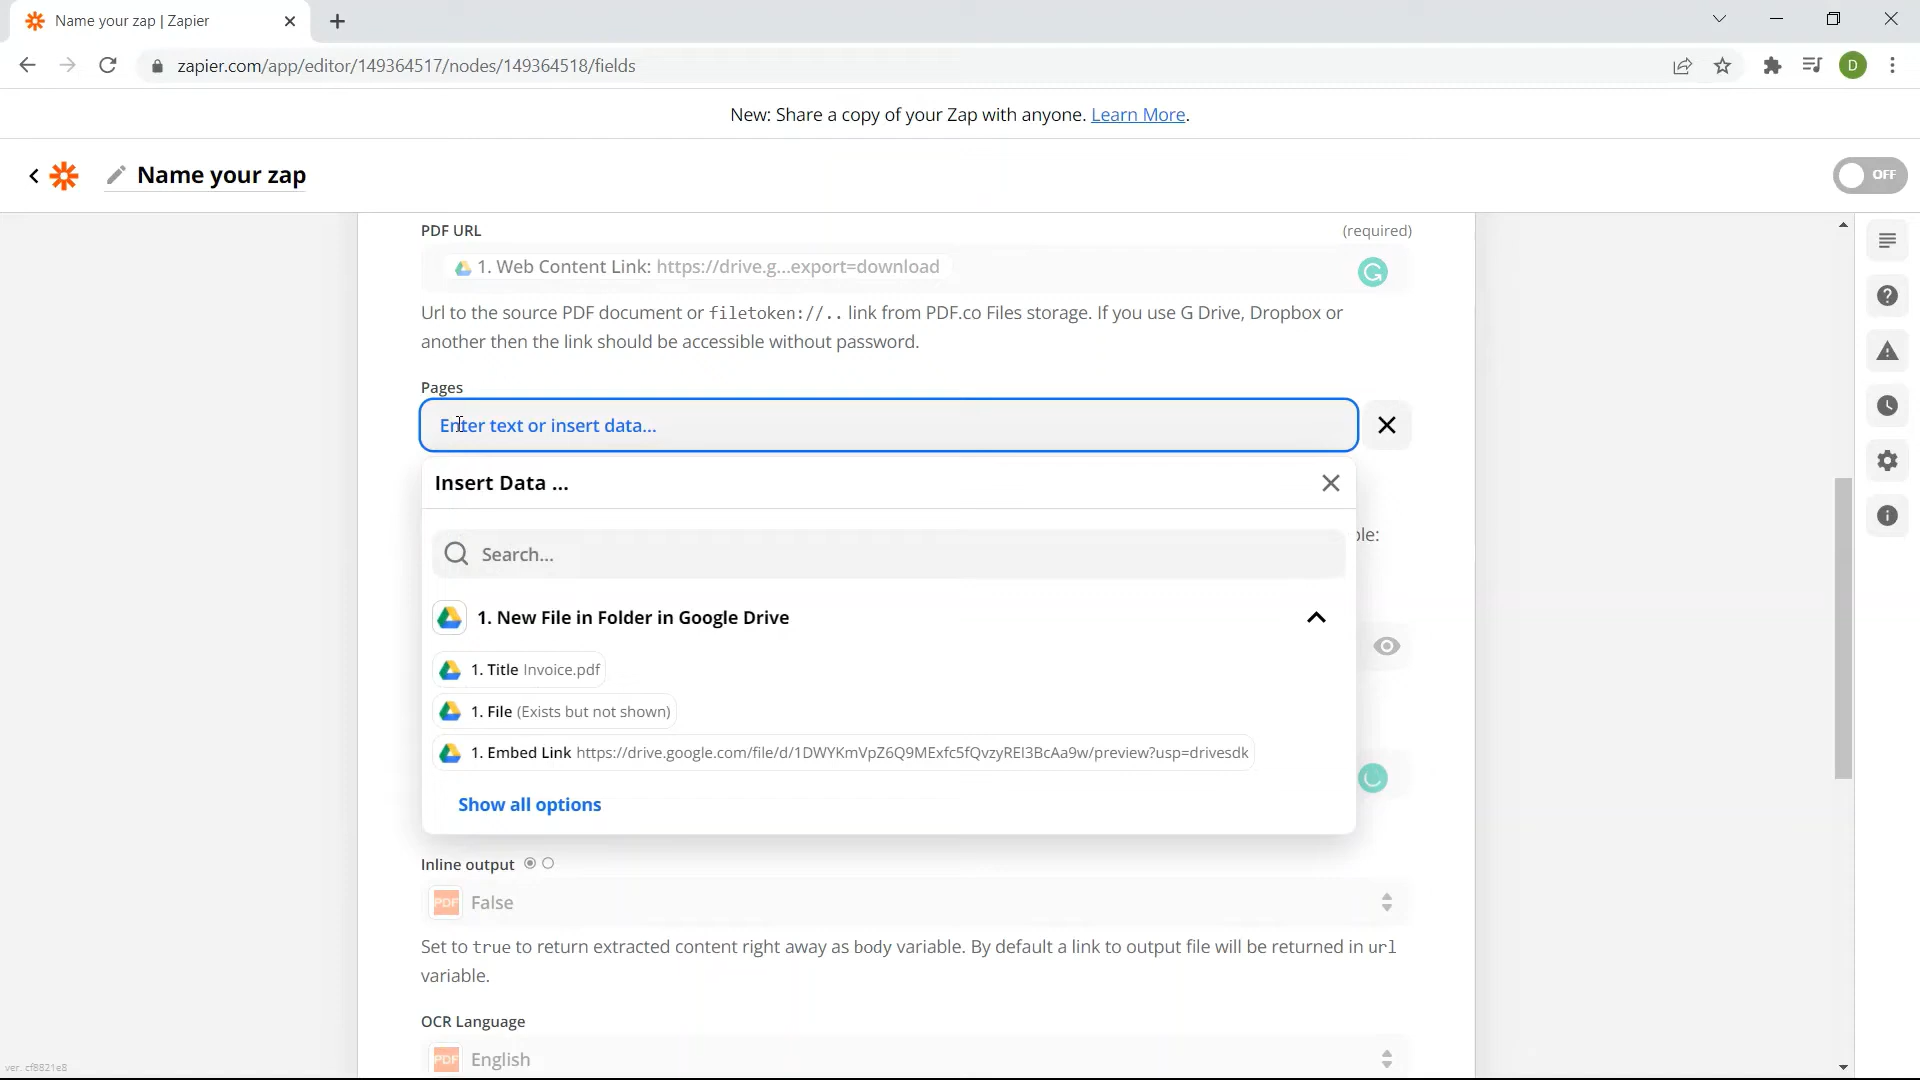 Name your zap | Zapier
zapier.com/app/editor/149364517/nodes/149364518/fields
D
New: Share a copy of your Zap with anyone. Learn More.
Name your zap
OFF
PDF URL
(required)
1. Web Content Link: https://drive.g...export=download
Url to the source PDF document or filetoken://.. link from PDF.co Files storage. If you use G Drive, Dropbox or
another then the link should be accessible without password.
Pages
Enter text or insert data...
Insert Data ...
ble:
Search...
1. New File in Folder in Google Drive
1. Title Invoice.pdf
1. File (Exists but not shown)
1. Embed Link https://drive.google.com/file/d/1DWYKmVpZ6Q9MExfc5fQvzyREI3BcAa9w/preview?usp=drivesdk
Show all options
Inline output
PDF False
Set to true to return extracted content right away as body variable. By default a link to output file will be returned in url
variable.
OCR Language
PDF English
ver. cf8821e8